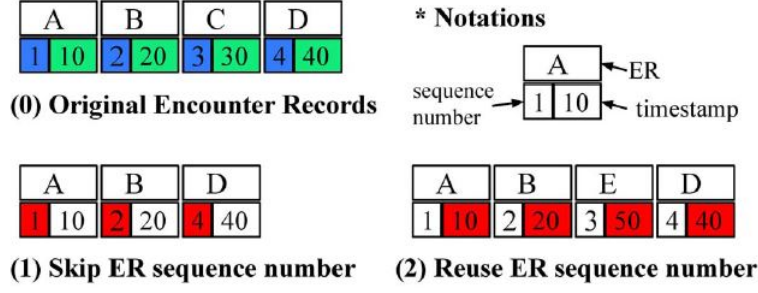 A B C D
1 10 2 20 3 30 4 40
(0) Original Encounter Records
* Notations
A
ER
sequence
number
1 10
timestamp
A B D
1 10 2 20 4 40
(1) Skip ER sequence number
A B E D
1 10 2 20 3 50 4 40
(2) Reuse ER sequence number